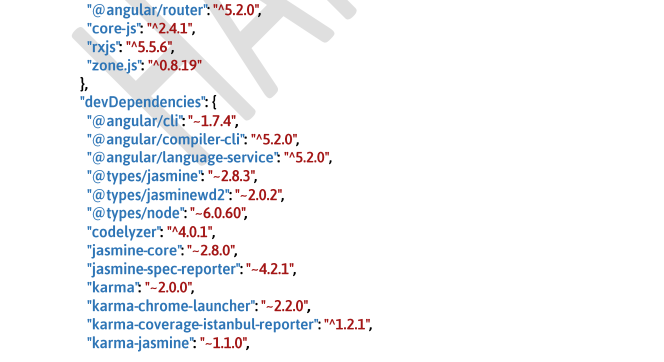 "@angular/router": "^5.2.0",
"core-js": "^2.4.1",
"rxjs": "^5.5.6",
"zone.js": "^0.8.19"
},
"devDependencies": {
"@angular/cli": "~1.7.4",
"@angular/compiler-cli": "^5.2.0",
"@angular/language-service": "^5.2.0",
"@types/jasmine": "~2.8.3",
"@types/jasminewd2": "~2.0.2",
"@types/node": "~6.0.60",
"codelyzer": "^4.0.1",
"jasmine-core": "~2.8.0",
"jasmine-spec-reporter": "~4.2.1",
"karma": "~2.0.0",
"karma-chrome-launcher": "~2.2.0",
"karma-coverage-istanbul-reporter": "^1.2.1",
"karma-jasmine": "~1.1.0",